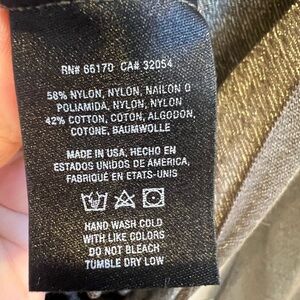 RN# 65170 CA# 32054
58% NYLON, NYLON, NAILON O
POLIAMIDA, NYLON, NYLON
42% COTTON, COTON, ALGODON,
COTONE, BAUMWOLLE
MADE IN USA, HECHO EN
ESTADOS UNIDOS DE AMERICA,
FABRIQUÉ EN ETATS-UNIS
HAND WASH COLD
WITH LIKE COLORS
DO NOT BLEACH
TUMBLE DRY LOW